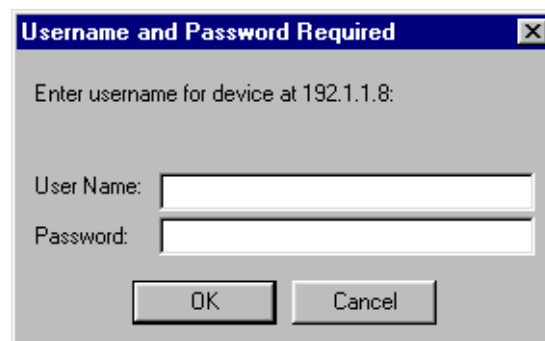 Username and Password Required
Enter username for device at 192.1.1.8:
User Name:
Password:
OK Cancel